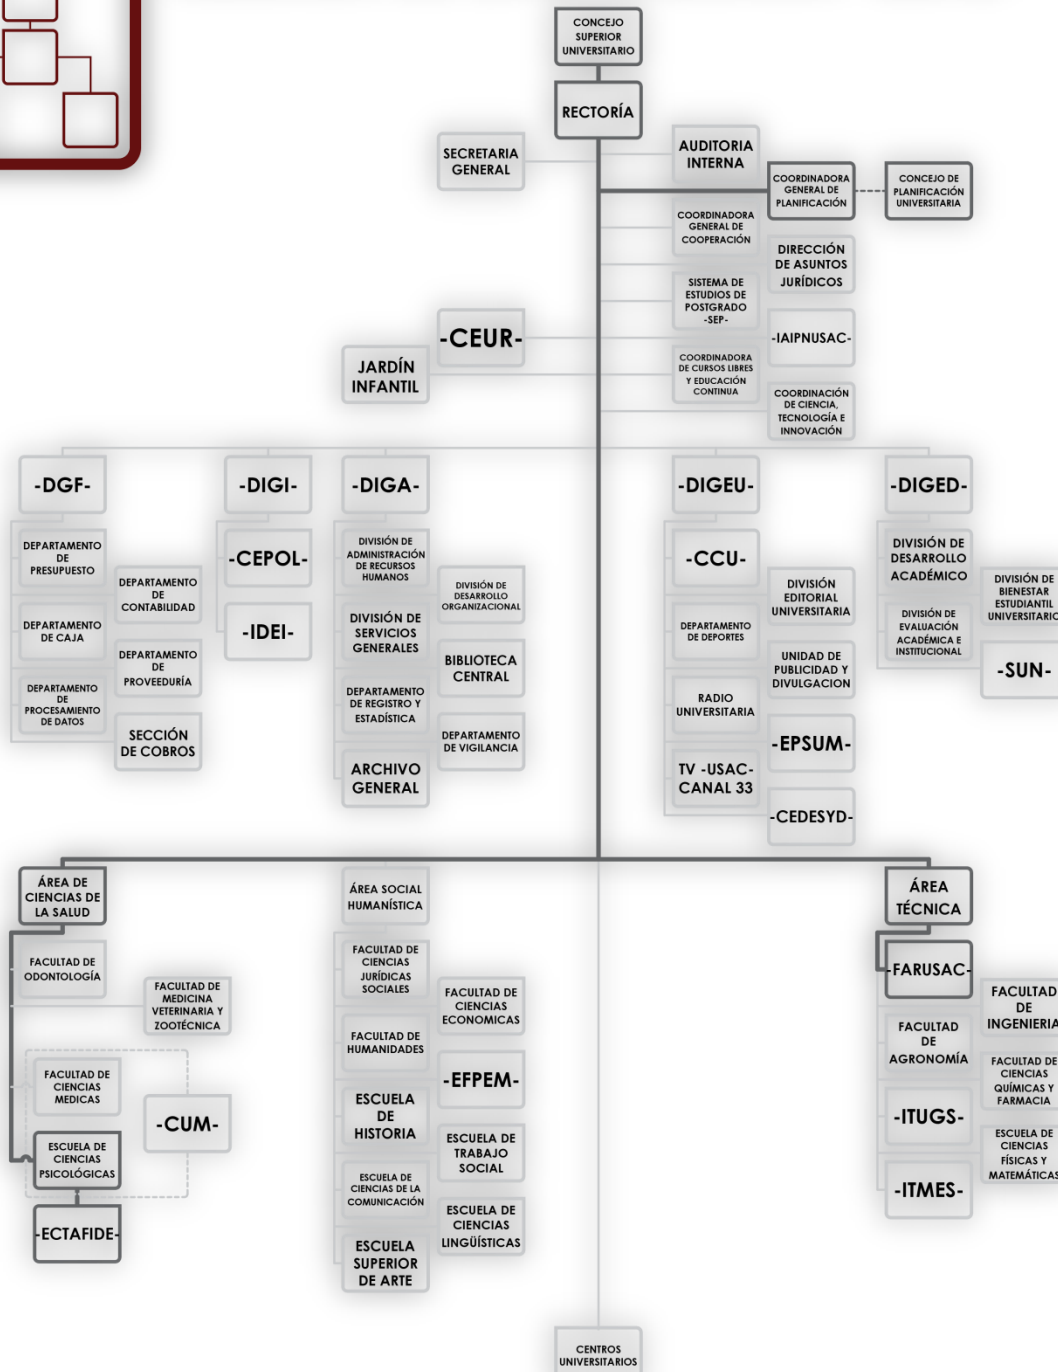 CONCEJO
SUPERIOR
UNIVERSITARIO
RECTORÍA
SECRETARIA
GENERAL
AUDITORIA
INTERNA
COORDINADORA
GENERAL DE
PLANIFICACIÓN
CONCEJO DE
PLANIFICACIÓN
UNIVERSITARIA
COORDINADORA
GENERAL DE
COOPERACIÓN
DIRECCIÓN
DE ASUNTOS
JURÍDICOS
SISTEMA DE
ESTUDIOS DE
POSTGRADO
-SEP-
-CEUR-
-IAIPNUSAC-
JARDÍN
INFANTIL
COORDINADORA
DE CURSOS LIBRES
Y EDUCACIÓN
CONTINUA
COORDINACIÓN
DE CIENCIA,
TECNOLOGÍA E
INNOVACIÓN
-DGF-
-DIGI-
-DIGA-
-DIGEU-
-DIGED-
DEPARTAMENTO
DE
PRESUPUESTO
DEPARTAMENTO
DE
CONTABILIDAD
DEPARTAMENTO
DE CAJA
DEPARTAMENTO
DE
PROVEEDURÍA
DEPARTAMENTO
DE
PROCESAMIENTO
DE DATOS
SECCIÓN
DE COBROS
-CEPOL-
-IDEI-
DIVISIÓN DE
ADMINISTRACIÓN
DE RECURSOS
HUMANOS
DIVISIÓN DE
DESARROLLO
ORGANIZACIONAL
DIVISIÓN DE
SERVICIOS
GENERALES
BIBLIOTECA
CENTRAL
DEPARTAMENTO
DE REGISTRO Y
ESTADÍSTICA
DEPARTAMENTO
DE VIGILANCIA
ARCHIVO
GENERAL
-CCU-
DIVISIÓN
EDITORIAL
UNIVERSITARIA
DEPARTAMENTO
DE DEPORTES
UNIDAD DE
PUBLICIDAD Y
DIVULGACION
RADIO
UNIVERSITARIA
-EPSUM-
TV -USAC-
CANAL 33
-CEDESYD-
DIVISIÓN DE
DESARROLLO
ACADÉMICO
DIVISIÓN DE
BIENESTAR
ESTUDIANTIL
UNIVERSITARIO
DIVISIÓN DE
EVALUACIÓN
ACADÉMICA E
INSTITUCIONAL
-SUN-
ÁREA DE
CIENCIAS DE
LA SALUD
FACULTAD DE
ODONTOLOGÍA
FACULTAD DE
MEDICINA
VETERINARIA Y
ZOOTÉCNICA
FACULTAD DE
CIENCIAS
MEDICAS
-CUM-
ESCUELA DE
CIENCIAS
PSICOLÓGICAS
-ECTAFIDE-
ÁREA SOCIAL
HUMANÍSTICA
FACULTAD DE
CIENCIAS
JURÍDICAS
SOCIALES
FACULTAD DE
CIENCIAS
ECONOMICAS
FACULTAD DE
HUMANIDADES
-EFPEM-
ESCUELA
DE
HISTORIA
ESCUELA DE
TRABAJO
SOCIAL
ESCUELA DE
CIENCIAS DE LA
COMUNICACIÓN
ESCUELA DE
CIENCIAS
LINGÜÍSTICAS
ESCUELA
SUPERIOR
DE ARTE
ÁREA
TÉCNICA
-FARUSAC-
FACULTAD
DE
INGENIERIA
FACULTAD
DE
AGRONOMÍA
FACULTAD DE
CIENCIAS
QUÍMICAS Y
FARMACIA
-ITUGS-
ESCUELA DE
CIENCIAS
FÍSICAS Y
MATEMÁTICAS
-ITMES-
CENTROS
UNIVERSITARIOS